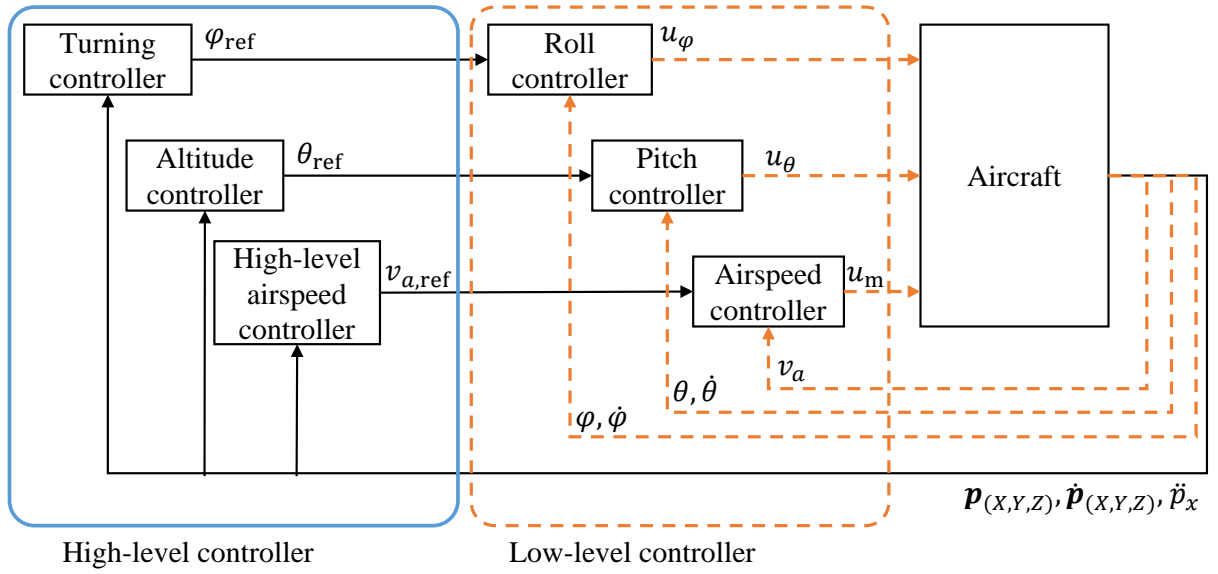 Turning
controller
φ_ref
Roll
controller
u_φ
Altitude
controller
θ_ref
Pitch
controller
u_θ
Aircraft
High-level
airspeed
controller
v_{a,ref}
Airspeed
controller
u_m
v_a
θ, θ̇
φ, φ̇
𝒑_(X,Y,Z), 𝒑̇_(X,Y,Z), p̈_x
High-level controller
Low-level controller